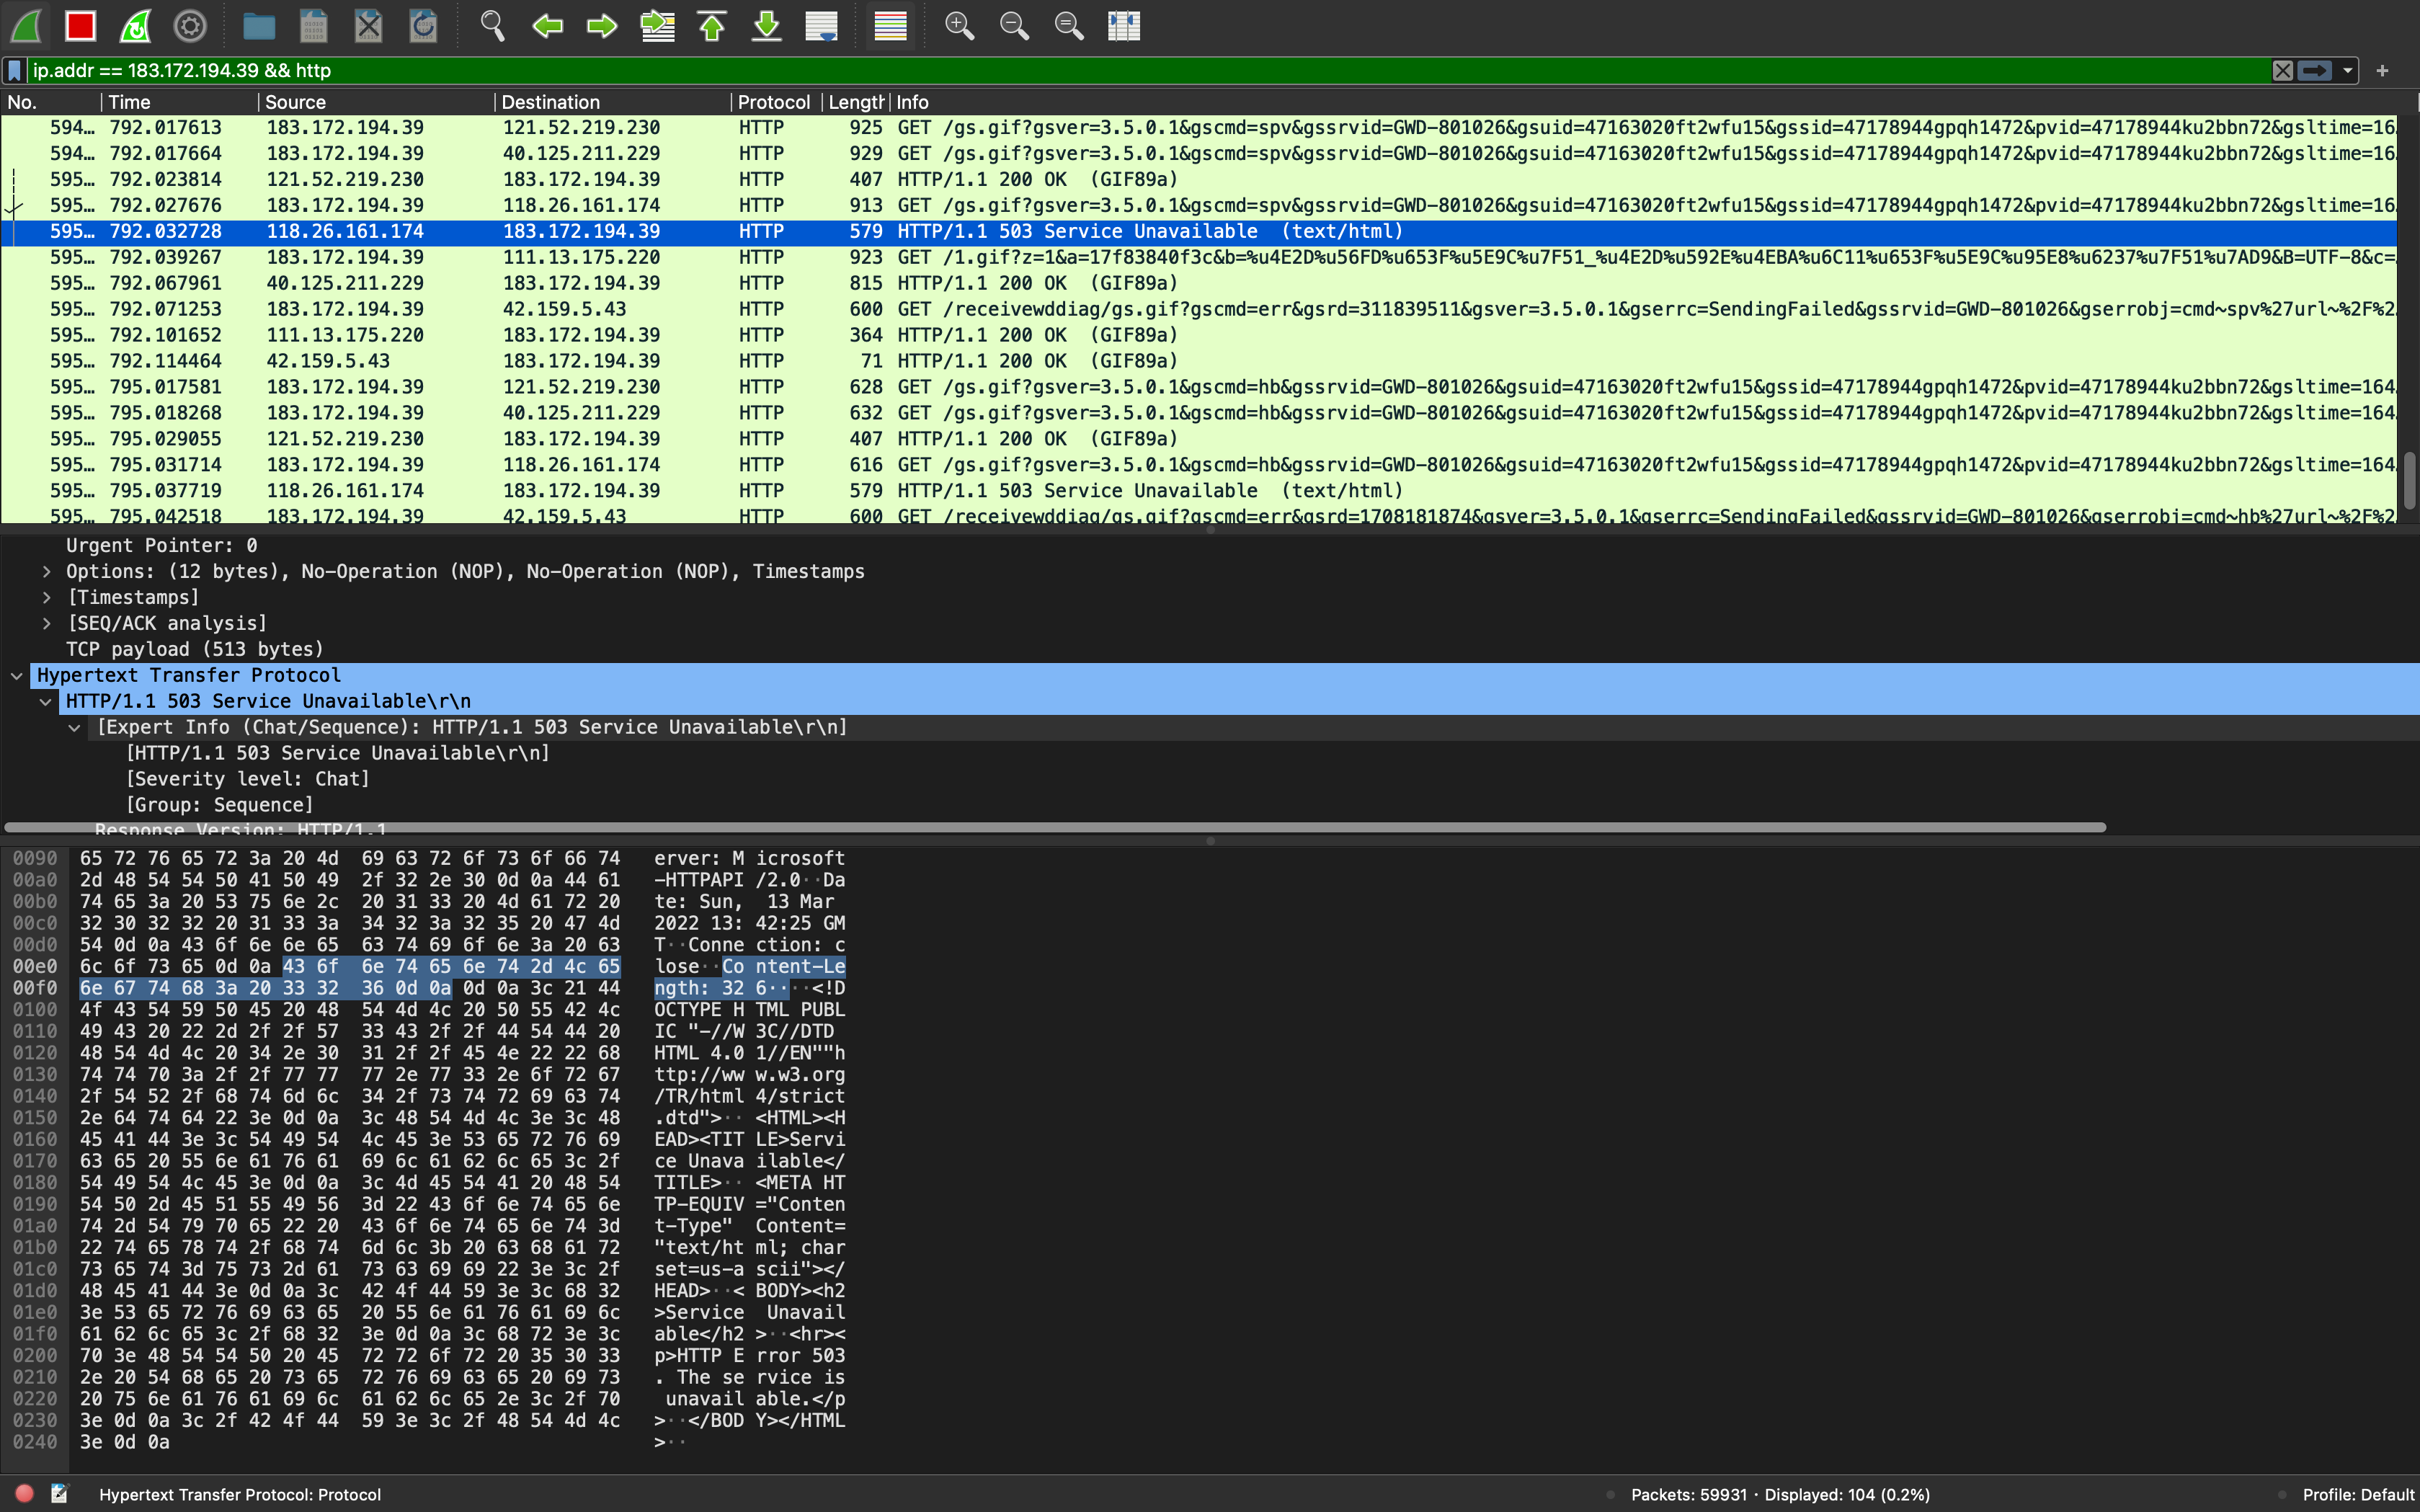 ip.addr == 183.172.194.39 && http
No. Time Source Destination Protocol Length Info
594… 792.017613 183.172.194.39 121.52.219.230 HTTP 925 GET /gs.gif?gsver=3.5.0.1&gscmd=spv&gssrvid=GWD-801026&gsuid=47163020ft2wfu15&gssid=47178944gpqh1472&pvid=47178944ku2bbn72&gsltime=16
594… 792.017664 183.172.194.39 40.125.211.229 HTTP 929 GET /gs.gif?gsver=3.5.0.1&gscmd=spv&gssrvid=GWD-801026&gsuid=47163020ft2wfu15&gssid=47178944gpqh1472&pvid=47178944ku2bbn72&gsltime=16
595… 792.023814 121.52.219.230 183.172.194.39 HTTP 407 HTTP/1.1 200 OK (GIF89a)
595… 792.027676 183.172.194.39 118.26.161.174 HTTP 913 GET /gs.gif?gsver=3.5.0.1&gscmd=spv&gssrvid=GWD-801026&gsuid=47163020ft2wfu15&gssid=47178944gpqh1472&pvid=47178944ku2bbn72&gsltime=16
595… 792.032728 118.26.161.174 183.172.194.39 HTTP 579 HTTP/1.1 503 Service Unavailable (text/html)
595… 792.039267 183.172.194.39 111.13.175.220 HTTP 923 GET /1.gif?z=1&a=17f83840f3c&b=%u4E2D%u56FD%u653F%u5E9C%u7F51_%u4E2D%u592E%u4EBA%u6C11%u653F%u5E9C%u95E8%u6237%u7F51%u7AD9&B=UTF-8&c=
595… 792.067961 40.125.211.229 183.172.194.39 HTTP 815 HTTP/1.1 200 OK (GIF89a)
595… 792.071253 183.172.194.39 42.159.5.43 HTTP 600 GET /receivewddiag/gs.gif?gscmd=err&gsrd=311839511&gsver=3.5.0.1&gserrc=SendingFailed&gssrvid=GWD-801026&gserrobj=cmd~spv%27url~%2F%2
595… 792.101652 111.13.175.220 183.172.194.39 HTTP 364 HTTP/1.1 200 OK (GIF89a)
595… 792.114464 42.159.5.43 183.172.194.39 HTTP 71 HTTP/1.1 200 OK (GIF89a)
595… 795.017581 183.172.194.39 121.52.219.230 HTTP 628 GET /gs.gif?gsver=3.5.0.1&gscmd=hb&gssrvid=GWD-801026&gsuid=47163020ft2wfu15&gssid=47178944gpqh1472&pvid=47178944ku2bbn72&gsltime=164
595… 795.018268 183.172.194.39 40.125.211.229 HTTP 632 GET /gs.gif?gsver=3.5.0.1&gscmd=hb&gssrvid=GWD-801026&gsuid=47163020ft2wfu15&gssid=47178944gpqh1472&pvid=47178944ku2bbn72&gsltime=164
595… 795.029055 121.52.219.230 183.172.194.39 HTTP 407 HTTP/1.1 200 OK (GIF89a)
595… 795.031714 183.172.194.39 118.26.161.174 HTTP 616 GET /gs.gif?gsver=3.5.0.1&gscmd=hb&gssrvid=GWD-801026&gsuid=47163020ft2wfu15&gssid=47178944gpqh1472&pvid=47178944ku2bbn72&gsltime=164
595… 795.037719 118.26.161.174 183.172.194.39 HTTP 579 HTTP/1.1 503 Service Unavailable (text/html)
595… 795.042518 183.172.194.39 42.159.5.43 HTTP 600 GET /receivewddiag/gs.gif?gscmd=err&gsrd=1708181874&gsver=3.5.0.1&gserrc=SendingFailed&gssrvid=GWD-801026&gserrobj=cmd~hb%27url~%2F%2
Urgent Pointer: 0
Options: (12 bytes), No-Operation (NOP), No-Operation (NOP), Timestamps
[Timestamps]
[SEQ/ACK analysis]
TCP payload (513 bytes)
Hypertext Transfer Protocol
HTTP/1.1 503 Service Unavailable\r\n
[Expert Info (Chat/Sequence): HTTP/1.1 503 Service Unavailable\r\n]
[HTTP/1.1 503 Service Unavailable\r\n]
[Severity level: Chat]
[Group: Sequence]
Response Version: HTTP/1.1
0090 65 72 76 65 72 3a 20 4d 69 63 72 6f 73 6f 66 74 erver: M icrosoft
00a0 2d 48 54 54 50 41 50 49 2f 32 2e 30 0d 0a 44 61 -HTTPAPI /2.0··Da
00b0 74 65 3a 20 53 75 6e 2c 20 31 33 20 4d 61 72 20 te: Sun, 13 Mar
00c0 32 30 32 32 20 31 33 3a 34 32 3a 32 35 20 47 4d 2022 13: 42:25 GM
00d0 54 0d 0a 43 6f 6e 6e 65 63 74 69 6f 6e 3a 20 63 T··Conne ction: c
00e0 6c 6f 73 65 0d 0a 43 6f 6e 74 65 6e 74 2d 4c 65 lose··Co ntent-Le
00f0 6e 67 74 68 3a 20 33 32 36 0d 0a 0d 0a 3c 21 44 ngth: 32 6····<!D
0100 4f 43 54 59 50 45 20 48 54 4d 4c 20 50 55 42 4c OCTYPE H TML PUBL
0110 49 43 20 22 2d 2f 2f 57 33 43 2f 2f 44 54 44 20 IC "-//W 3C//DTD
0120 48 54 4d 4c 20 34 2e 30 31 2f 2f 45 4e 22 22 68 HTML 4.0 1//EN""h
0130 74 74 70 3a 2f 2f 77 77 77 2e 77 33 2e 6f 72 67 ttp://ww w.w3.org
0140 2f 54 52 2f 68 74 6d 6c 34 2f 73 74 72 69 63 74 /TR/html 4/strict
0150 2e 64 74 64 22 3e 0d 0a 3c 48 54 4d 4c 3e 3c 48 .dtd">·· <HTML><H
0160 45 41 44 3e 3c 54 49 54 4c 45 3e 53 65 72 76 69 EAD><TIT LE>Servi
0170 63 65 20 55 6e 61 76 61 69 6c 61 62 6c 65 3c 2f ce Unava ilable</
0180 54 49 54 4c 45 3e 0d 0a 3c 4d 45 54 41 20 48 54 TITLE>·· <META HT
0190 54 50 2d 45 51 55 49 56 3d 22 43 6f 6e 74 65 6e TP-EQUIV ="Conten
01a0 74 2d 54 79 70 65 22 20 43 6f 6e 74 65 6e 74 3d t-Type" Content=
01b0 22 74 65 78 74 2f 68 74 6d 6c 3b 20 63 68 61 72 "text/ht ml; char
01c0 73 65 74 3d 75 73 2d 61 73 63 69 69 22 3e 3c 2f set=us-a scii"></
01d0 48 45 41 44 3e 0d 0a 3c 42 4f 44 59 3e 3c 68 32 HEAD>··< BODY><h2
01e0 3e 53 65 72 76 69 63 65 20 55 6e 61 76 61 69 6c >Service Unavail
01f0 61 62 6c 65 3c 2f 68 32 3e 0d 0a 3c 68 72 3e 3c able</h2 >··<hr><
0200 70 3e 48 54 54 50 20 45 72 72 6f 72 20 35 30 33 p>HTTP E rror 503
0210 2e 20 54 68 65 20 73 65 72 76 69 63 65 20 69 73 . The se rvice is
0220 20 75 6e 61 76 61 69 6c 61 62 6c 65 2e 3c 2f 70 unavail able.</p
0230 3e 0d 0a 3c 2f 42 4f 44 59 3e 3c 2f 48 54 4d 4c >··</BOD Y></HTML
0240 3e 0d 0a >··
Hypertext Transfer Protocol: Protocol Packets: 59931 · Displayed: 104 (0.2%) Profile: Default